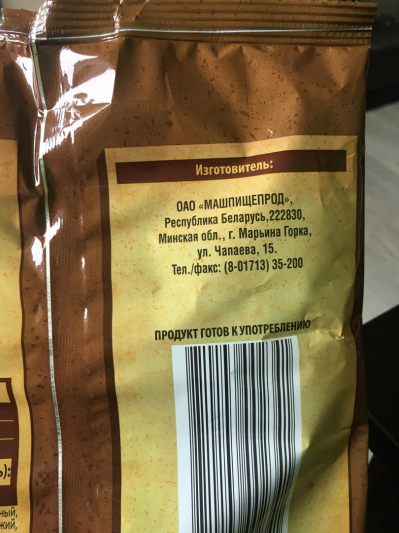 Изготовитель:
ОАО «МАШПИЩЕПРОД»,
Республика Беларусь,222830,
Минская обл., г. Марьина Горка,
ул. Чапаева, 15.
Тел./факс: (8-01713) 35-200
ПРОДУКТ ГОТОВ К УПОТРЕБЛЕНИЮ